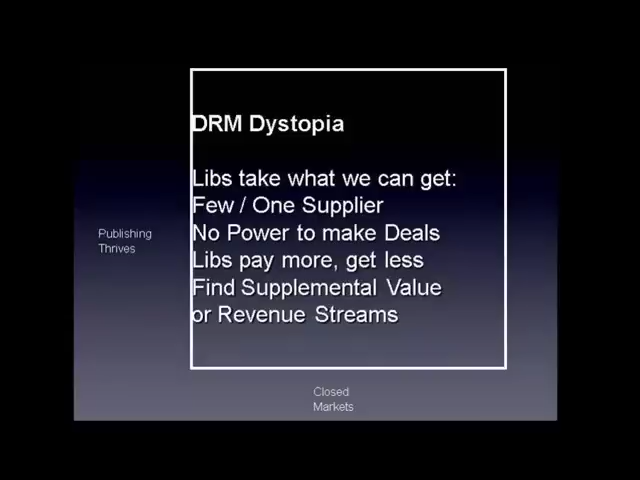 DRM Dystopia
Libs take what we can get:
Few / One Supplier
No Power to make Deals
Libs pay more, get less
Find Supplemental Value
or Revenue Streams
Publishing
Thrives
Closed
Markets